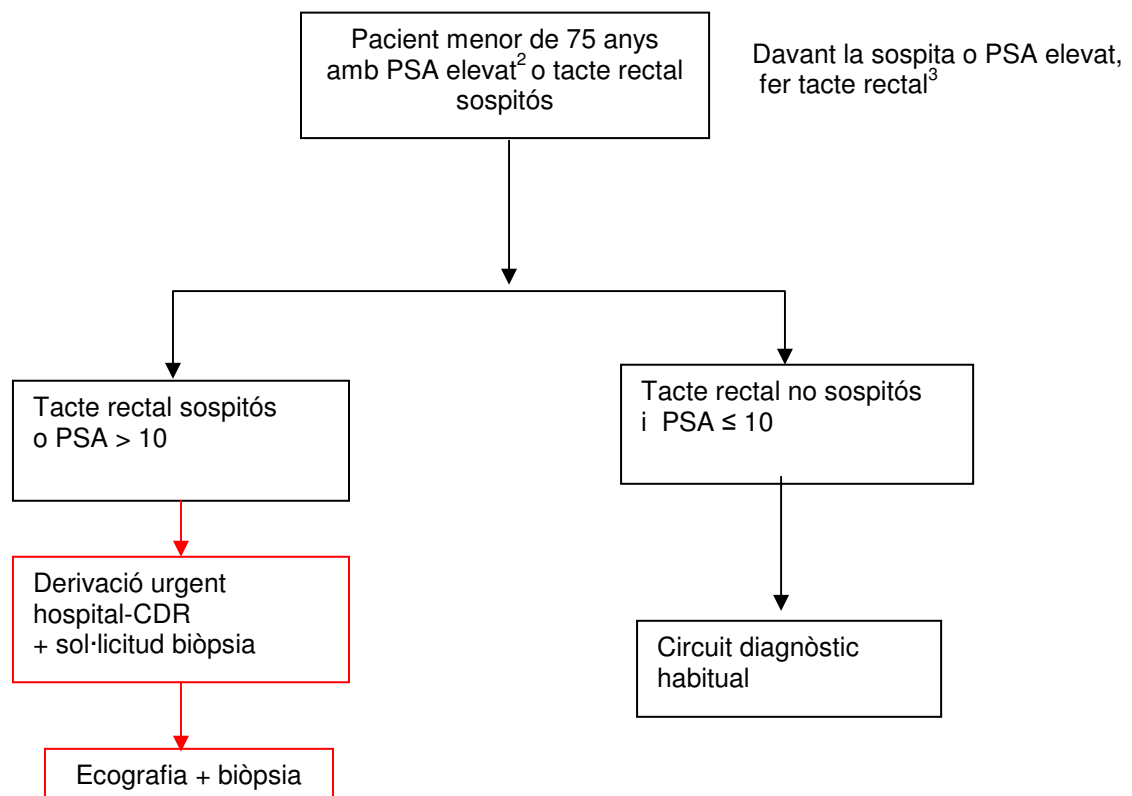 Pacient menor de 75 anys
amb PSA elevat² o tacte rectal
sospitós
Davant la sospita o PSA elevat,
fer tacte rectal³
Tacte rectal sospitós
o PSA > 10
Tacte rectal no sospitós
i PSA ≤ 10
Derivació urgent
hospital-CDR
+ sol·licitud biòpsia
Circuit diagnòstic
habitual
Ecografia + biòpsia